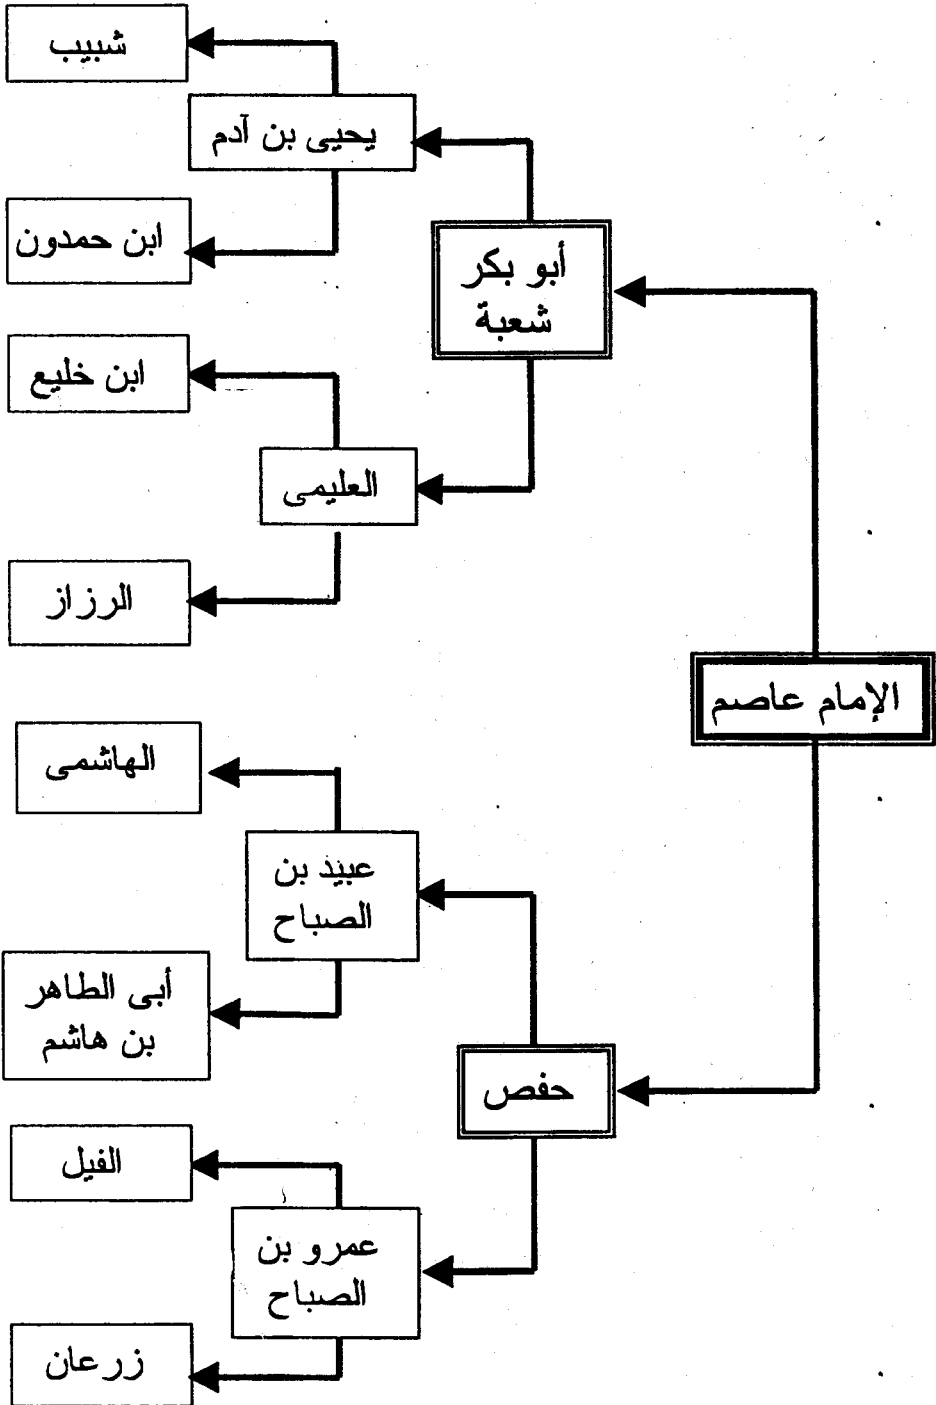 شبيب
يحيى بن آدم
ابن حمدون
أبو بكر
شعبة
ابن خليع
العليمى
الرزاز
الإمام عاصم
الهاشمى
عبيد بن
الصباح
أبى الطاهر
بن هاشم
حفص
الفيل
عمرو بن
الصباح
زرعان